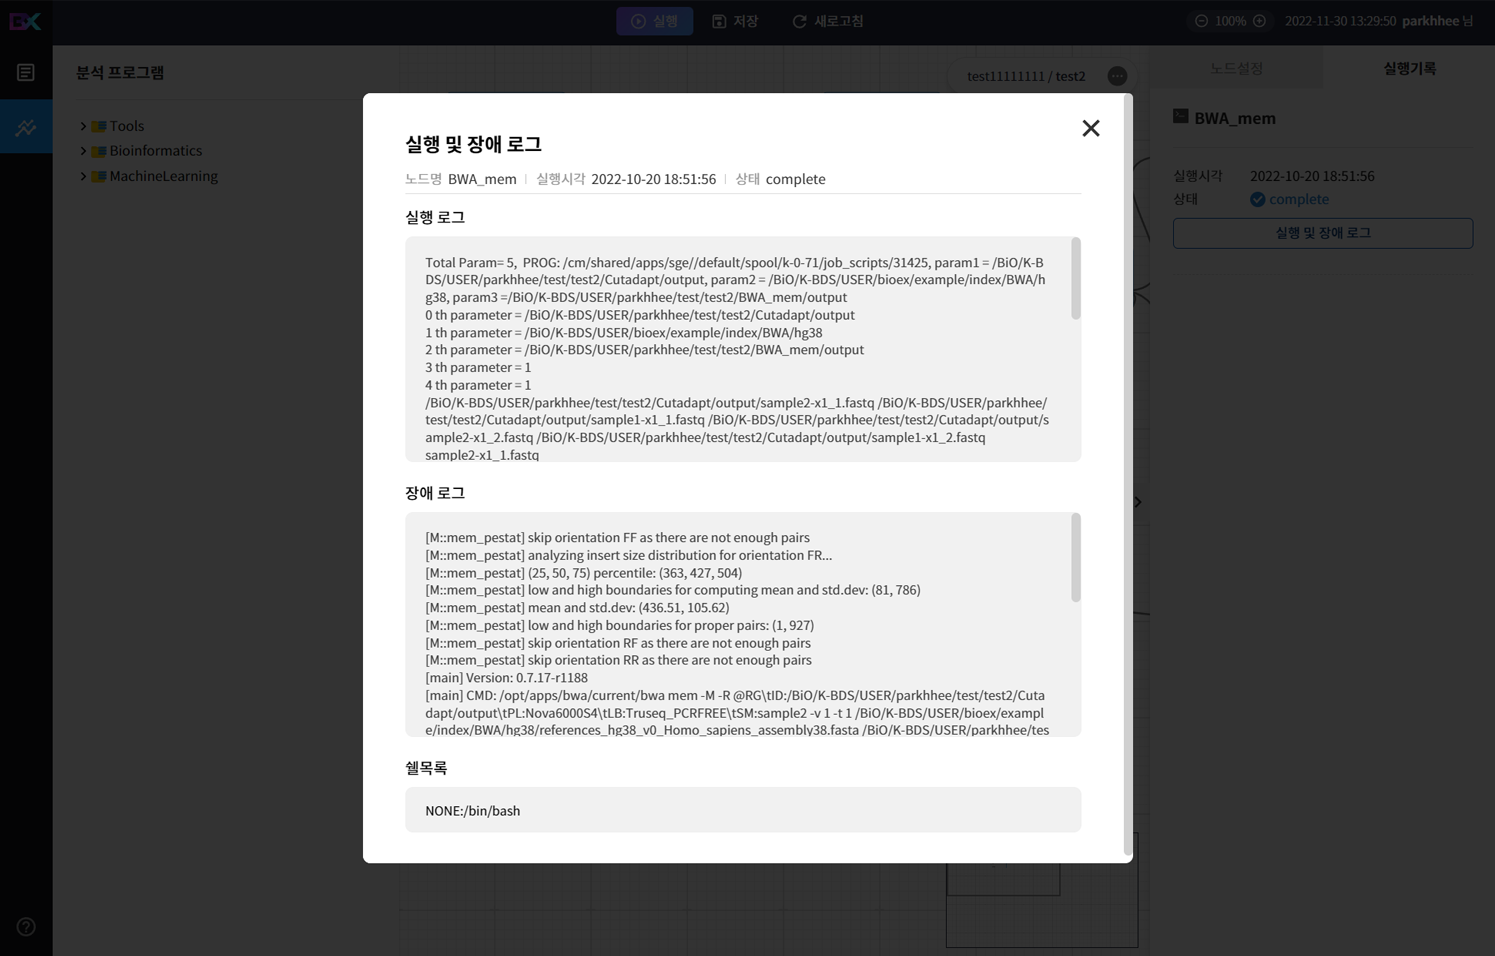 BX
실행
저장
새로고침
100%
2022-11-30 13:29:50 parkhhee 님
분석 프로그램
Tools
Bioinformatics
MachineLearning
test11111111 / test2
노드설정
실행기록
BWA_mem
실행시각 2022-10-20 18:51:56
상태 complete
실행 및 장애 로그
실행 및 장애 로그
노드명 BWA_mem | 실행시각 2022-10-20 18:51:56 | 상태 complete
실행 로그
Total Param= 5,  PROG: /cm/shared/apps/sge//default/spool/k-0-71/job_scripts/31425, param1 = /BiO/K-B
DS/USER/parkhhee/test/test2/Cutadapt/output, param2 = /BiO/K-BDS/USER/bioex/example/index/BWA/h
g38, param3 =/BiO/K-BDS/USER/parkhhee/test/test2/BWA_mem/output
0 th parameter = /BiO/K-BDS/USER/parkhhee/test/test2/Cutadapt/output
1 th parameter = /BiO/K-BDS/USER/bioex/example/index/BWA/hg38
2 th parameter = /BiO/K-BDS/USER/parkhhee/test/test2/BWA_mem/output
3 th parameter = 1
4 th parameter = 1
/BiO/K-BDS/USER/parkhhee/test/test2/Cutadapt/output/sample2-x1_1.fastq /BiO/K-BDS/USER/parkhhee/
test/test2/Cutadapt/output/sample1-x1_1.fastq /BiO/K-BDS/USER/parkhhee/test/test2/Cutadapt/output/s
ample2-x1_2.fastq /BiO/K-BDS/USER/parkhhee/test/test2/Cutadapt/output/sample1-x1_2.fastq
sample2-x1_1.fastq
장애 로그
[M::mem_pestat] skip orientation FF as there are not enough pairs
[M::mem_pestat] analyzing insert size distribution for orientation FR...
[M::mem_pestat] (25, 50, 75) percentile: (363, 427, 504)
[M::mem_pestat] low and high boundaries for computing mean and std.dev: (81, 786)
[M::mem_pestat] mean and std.dev: (436.51, 105.62)
[M::mem_pestat] low and high boundaries for proper pairs: (1, 927)
[M::mem_pestat] skip orientation RF as there are not enough pairs
[M::mem_pestat] skip orientation RR as there are not enough pairs
[main] Version: 0.7.17-r1188
[main] CMD: /opt/apps/bwa/current/bwa mem -M -R @RG\tID:/BiO/K-BDS/USER/parkhhee/test/test2/Cuta
dapt/output\tPL:Nova6000S4\tLB:Truseq_PCRFREE\tSM:sample2 -v 1 -t 1 /BiO/K-BDS/USER/bioex/exampl
e/index/BWA/hg38/references_hg38_v0_Homo_sapiens_assembly38.fasta /BiO/K-BDS/USER/parkhhee/tes
쉘목록
NONE:/bin/bash